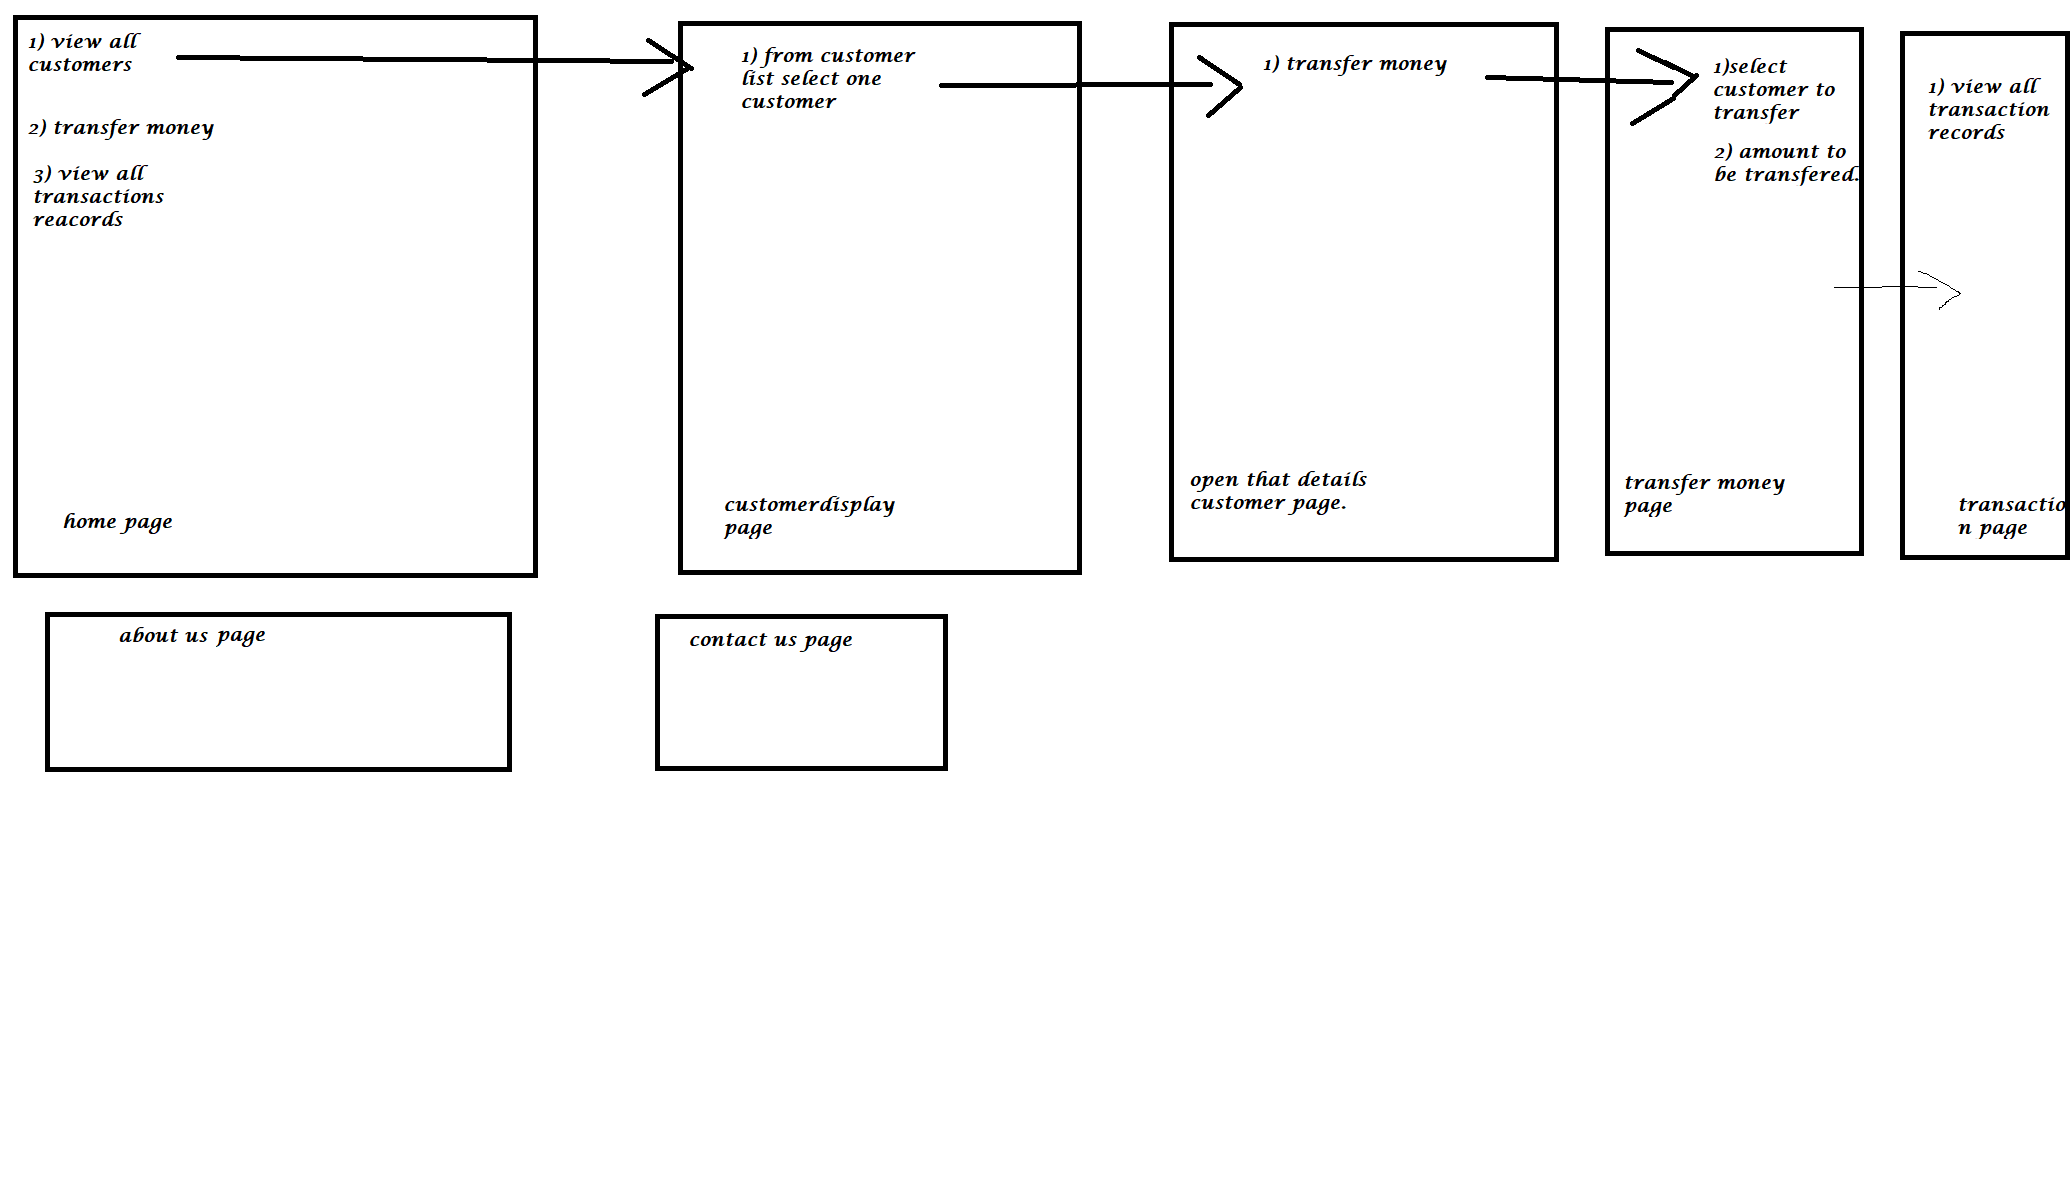 1) view all
customers
2) transfer money
3) view all
transactions
reacords
home page
1) from customer
list select one
customer
customerdisplay
page
1) transfer money
open that details
customer page.
1)select
customer to
transfer
2) amount to
be transfered.
transfer money
page
1) view all
transaction
records
transactio
n page
about us page
contact us page